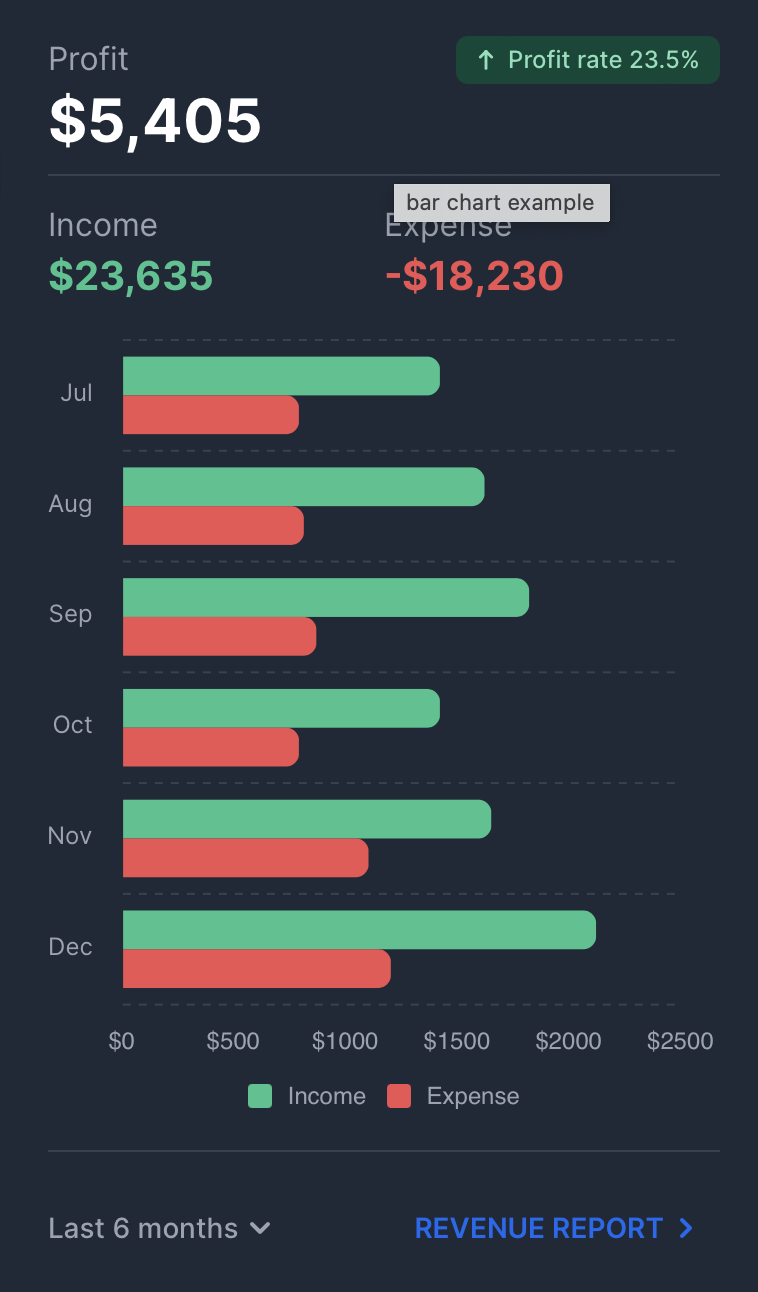 Profit
↑ Profit rate 23.5%
$5,405
bar chart example
Income
Expense
$23,635
-$18,230
Jul
Aug
Sep
Oct
Nov
Dec
$0 $500 $1000 $1500 $2000 $2500
Income Expense
Last 6 months
REVENUE REPORT